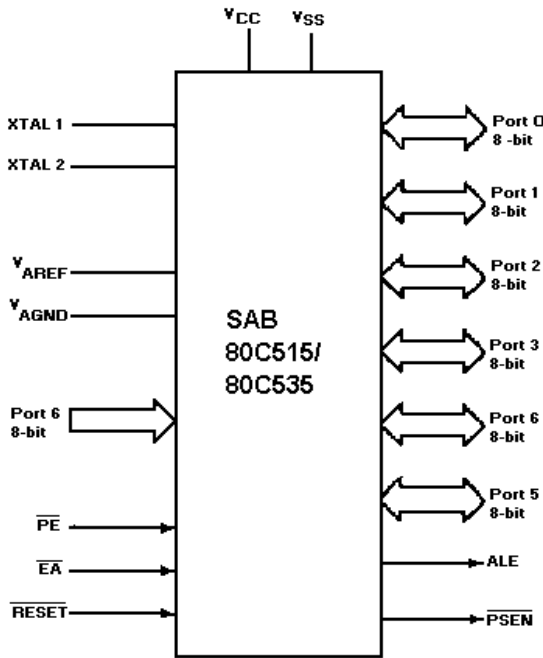 VCC
VSS
XTAL 1
XTAL 2
VAREF
VAGND
Port 6
8-bit
PE
EA
RESET
SAB
80C515/
80C535
Port 0
8 -bit
Port 1
8-bit
Port 2
8-bit
Port 3
8-bit
Port 6
8-bit
Port 5
8-bit
ALE
PSEN